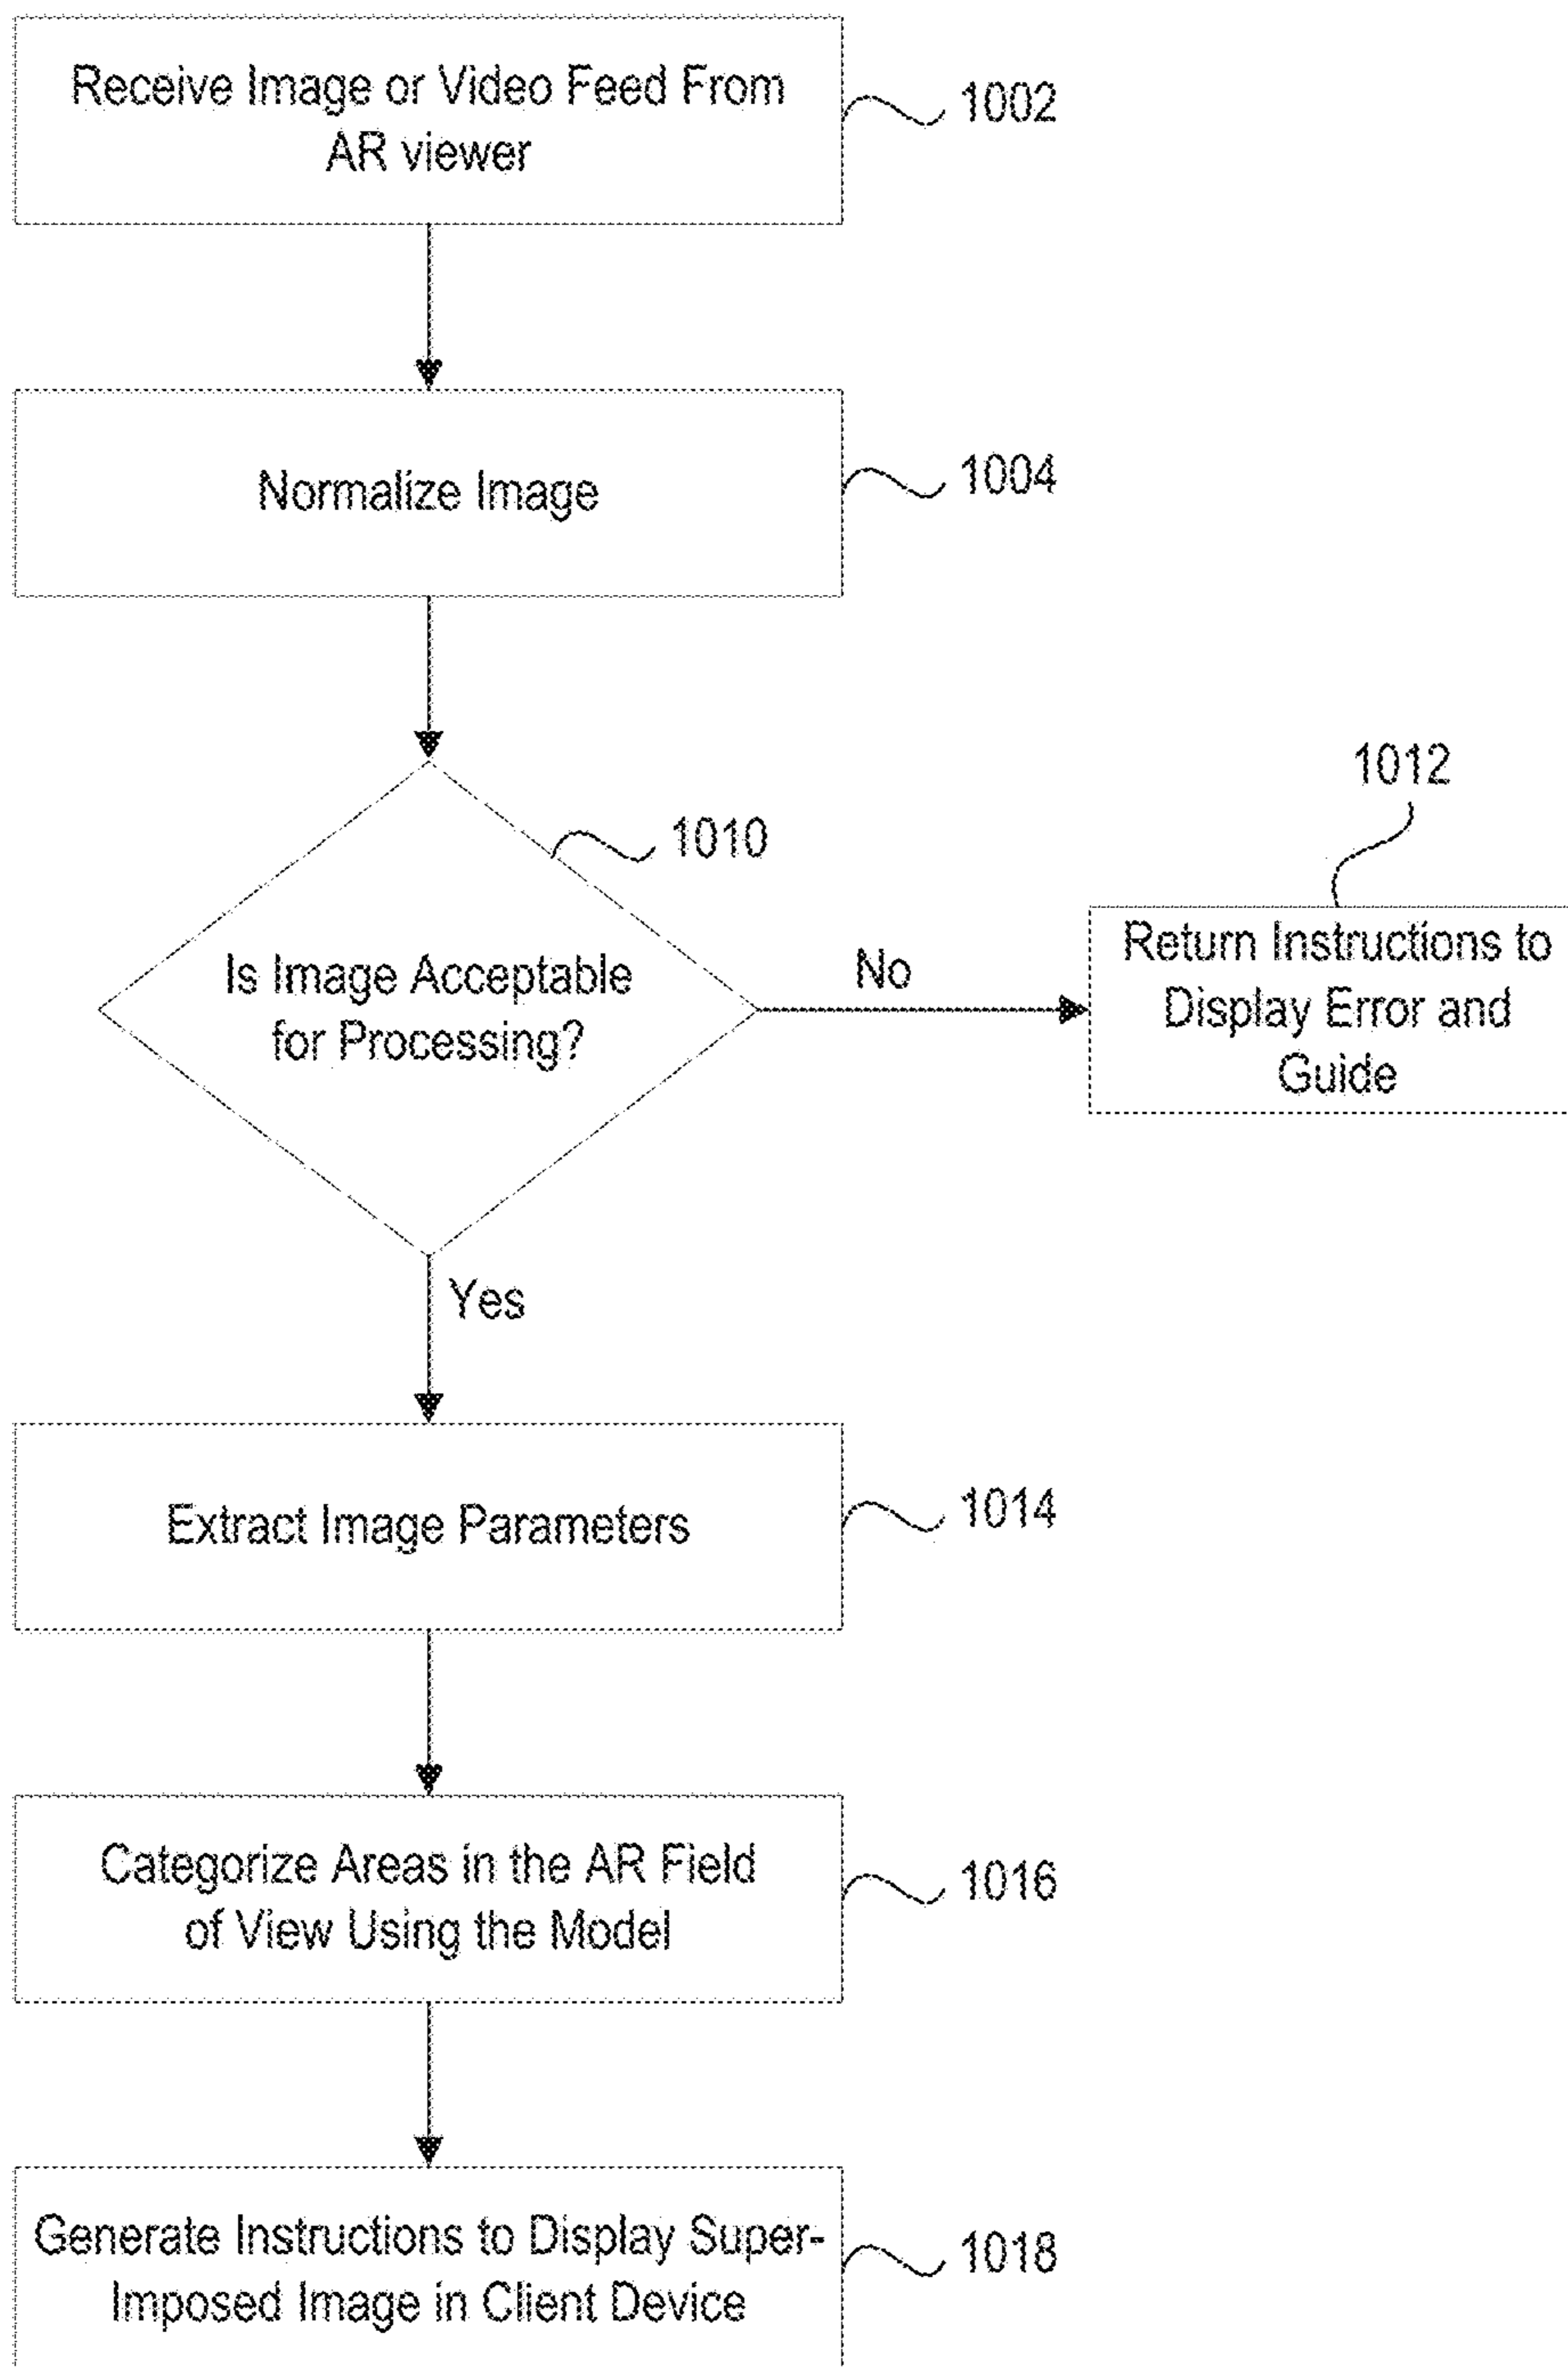 Receive Image or Video Feed From
AR viewer
1002
Normalize Image
1004
1010
Is Image Acceptable
for Processing?
No
1012
Return Instructions to
Display Error and
Guide
Yes
Extract Image Parameters
1014
Categorize Areas in the AR Field
of View Using the Model
1016
Generate Instructions to Display Super-
Imposed Image in Client Device
1018